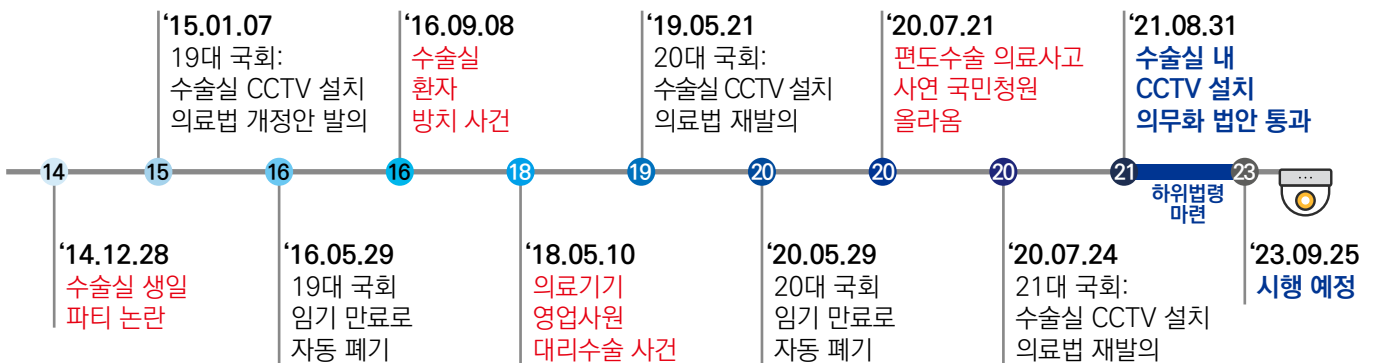 ‘15.01.07
19대 국회:
수술실 CCTV 설치
의료법 개정안 발의
‘16.09.08
수술실
환자
방치 사건
‘19.05.21
20대 국회:
수술실 CCTV 설치
의료법 재발의
‘20.07.21
편도수술 의료사고
사연 국민청원
올라옴
‘21.08.31
수술실 내
CCTV 설치
의무화 법안 통과
14 15 16 16 18 19 20 20 20 21 23
하위법령
마련
‘14.12.28
수술실 생일
파티 논란
‘16.05.29
19대 국회
임기 만료로
자동 폐기
‘18.05.10
의료기기
영업사원
대리수술 사건
‘20.05.29
20대 국회
임기 만료로
자동 폐기
‘20.07.24
21대 국회:
수술실 CCTV 설치
의료법 재발의
‘23.09.25
시행 예정